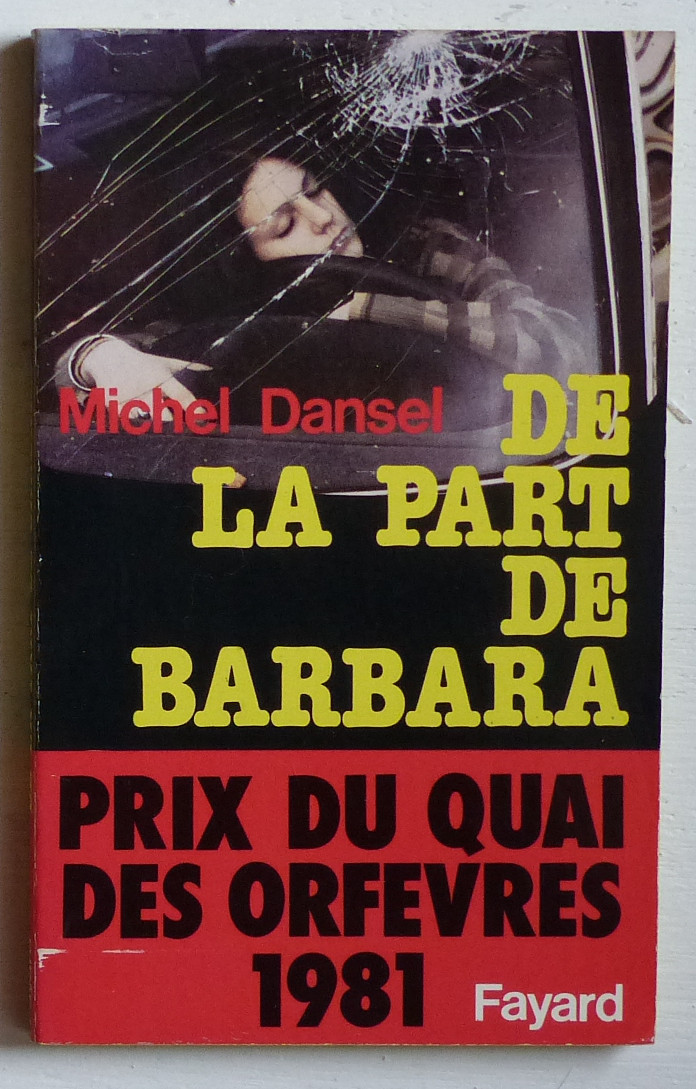 Michel Dansel
DE
LA PART
DE
BARBARA
PRIX DU QUAI
DES ORFEVRES
1981
Fayard